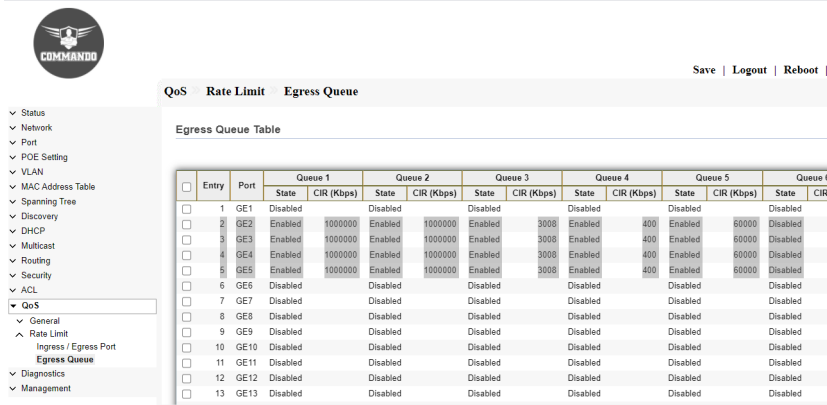 COMMANDO
Save | Logout | Reboot |
QoS Rate Limit Egress Queue
Status
Network
Port
POE Setting
VLAN
MAC Address Table
Spanning Tree
Discovery
DHCP
Multicast
Routing
Security
ACL
QoS
General
Rate Limit
Ingress / Egress Port
Egress Queue
Diagnostics
Management
Egress Queue Table
Entry Port Queue 1 Queue 2 Queue 3 Queue 4 Queue 5 Queue 6
State CIR (Kbps) State CIR (Kbps) State CIR (Kbps) State CIR (Kbps) State CIR (Kbps) State CIR
1 GE1 Disabled Disabled Disabled Disabled Disabled Disabled
2 GE2 Enabled 1000000 Enabled 1000000 Enabled 3008 Enabled 400 Enabled 60000 Disabled
3 GE3 Enabled 1000000 Enabled 1000000 Enabled 3008 Enabled 400 Enabled 60000 Disabled
4 GE4 Enabled 1000000 Enabled 1000000 Enabled 3008 Enabled 400 Enabled 60000 Disabled
5 GE5 Enabled 1000000 Enabled 1000000 Enabled 3008 Enabled 400 Enabled 60000 Disabled
6 GE6 Disabled Disabled Disabled Disabled Disabled Disabled
7 GE7 Disabled Disabled Disabled Disabled Disabled Disabled
8 GE8 Disabled Disabled Disabled Disabled Disabled Disabled
9 GE9 Disabled Disabled Disabled Disabled Disabled Disabled
10 GE10 Disabled Disabled Disabled Disabled Disabled Disabled
11 GE11 Disabled Disabled Disabled Disabled Disabled Disabled
12 GE12 Disabled Disabled Disabled Disabled Disabled Disabled
13 GE13 Disabled Disabled Disabled Disabled Disabled Disabled